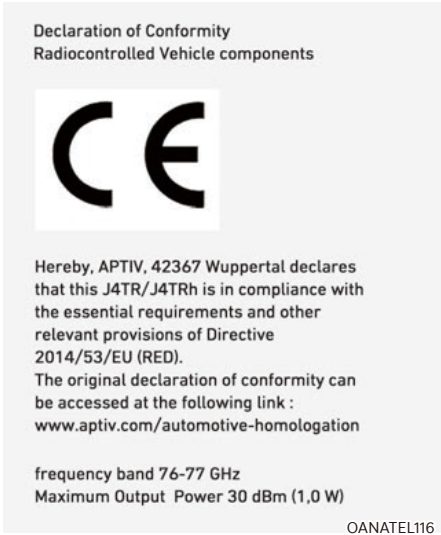 Declaration of Conformity
Radiocontrolled Vehicle components
CE
Hereby, APTIV, 42367 Wuppertal declares
that this J4TR/J4TRh is in compliance with
the essential requirements and other
relevant provisions of Directive
2014/53/EU (RED).
The original declaration of conformity can
be accessed at the following link :
www.aptiv.com/automotive-homologation
frequency band 76-77 GHz
Maximum Output  Power 30 dBm (1,0 W)
OANATEL116